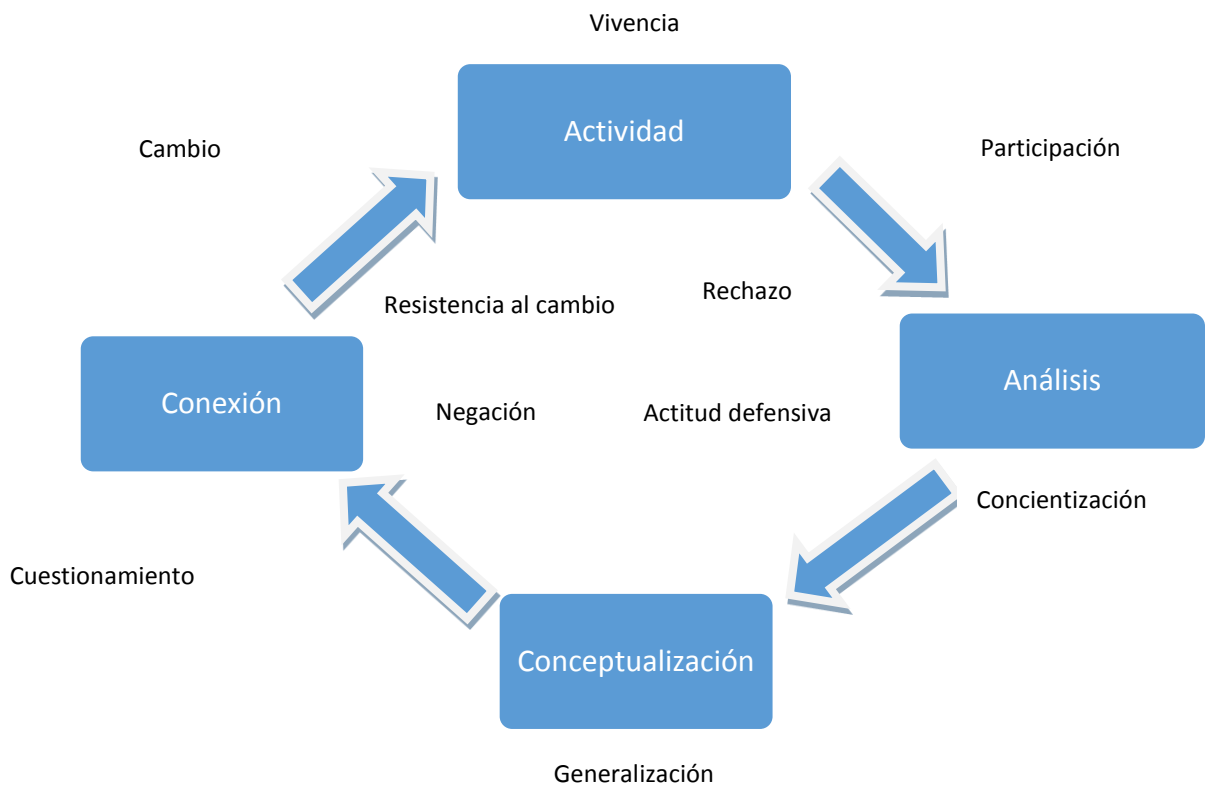 Vivencia
Actividad
Cambio
Participación
Rechazo
Resistencia al cambio
Análisis
Conexión
Negación
Actitud defensiva
Concientización
Cuestionamiento
Conceptualización
Generalización